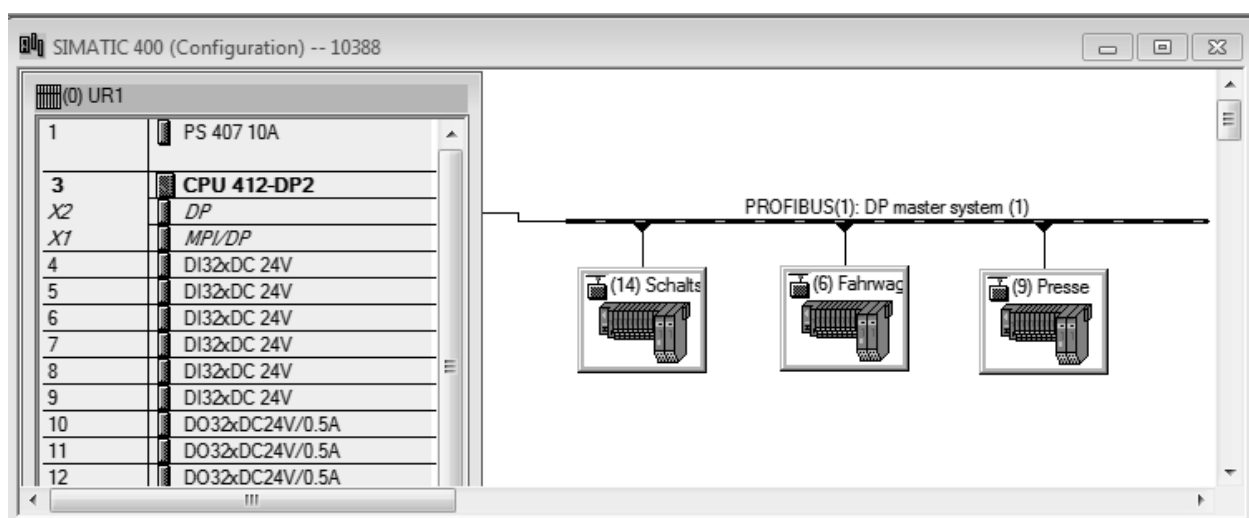 SIMATIC 400 (Configuration) -- 10388
(0) UR1
1 PS 407 10A
3 CPU 412-DP2
X2 DP
X1 MPI/DP
4 DI32xDC 24V
5 DI32xDC 24V
6 DI32xDC 24V
7 DI32xDC 24V
8 DI32xDC 24V
9 DI32xDC 24V
10 DO32xDC24V/0.5A
11 DO32xDC24V/0.5A
12 DO32xDC24V/0.5A
PROFIBUS(1): DP master system (1)
(14) Schalts
(6) Fahrwag
(9) Presse